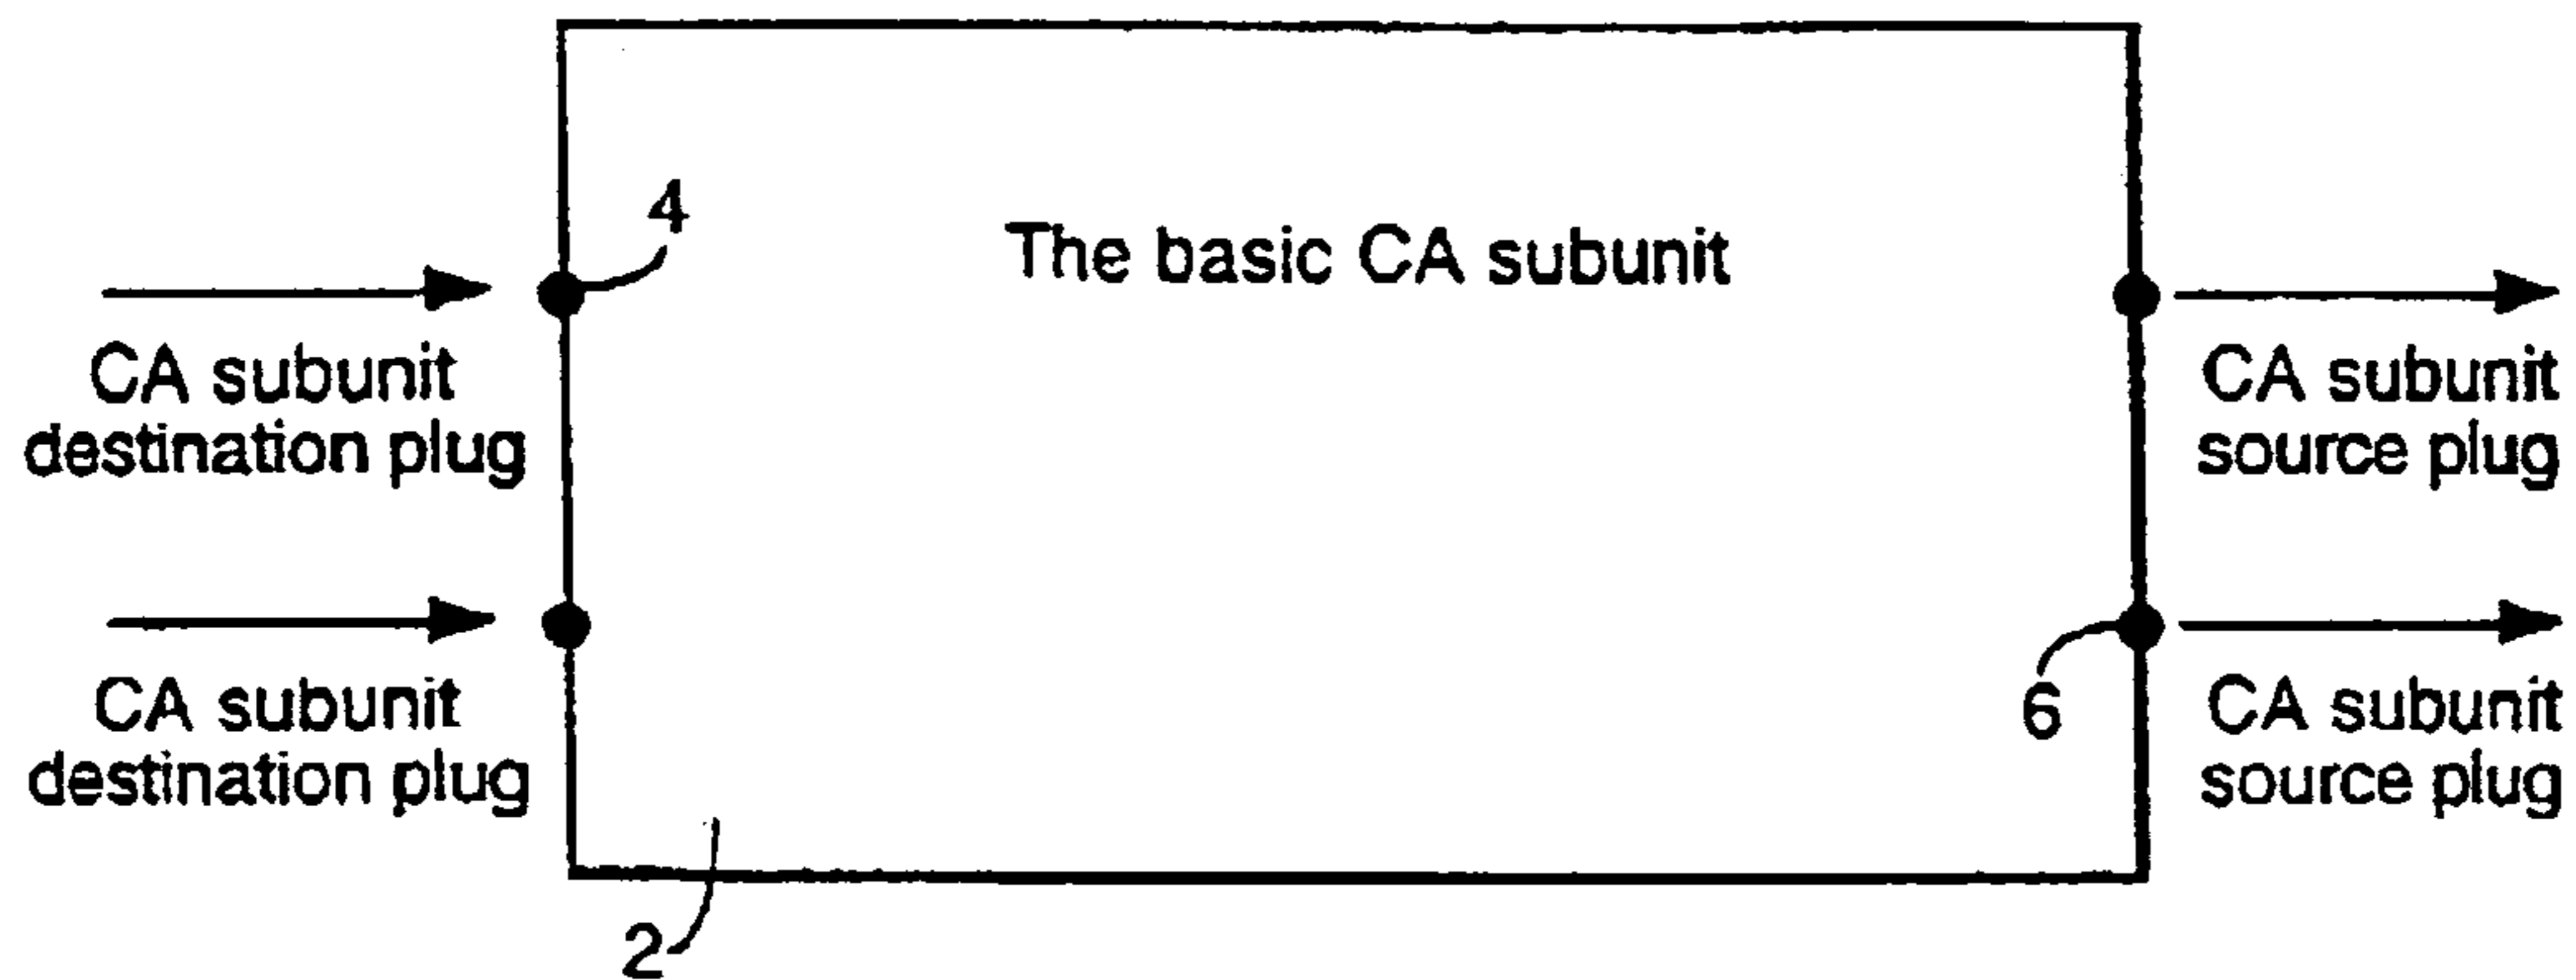 4
The basic CA subunit
CA subunit
destination plug
CA subunit
source plug
CA subunit
destination plug
6
CA subunit
source plug
2